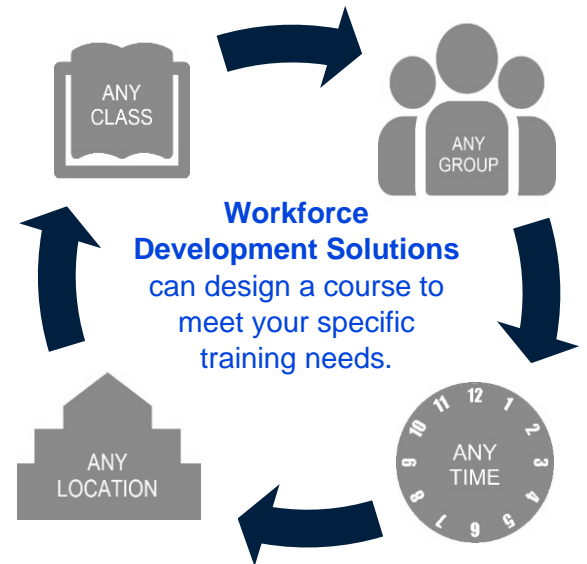 ANY
CLASS
ANY
GROUP
Workforce
Development Solutions
can design a course to
meet your specific
training needs.
ANY
LOCATION
12
1
2
3
4
5
6
7
8
9
10
11
ANY
TIME